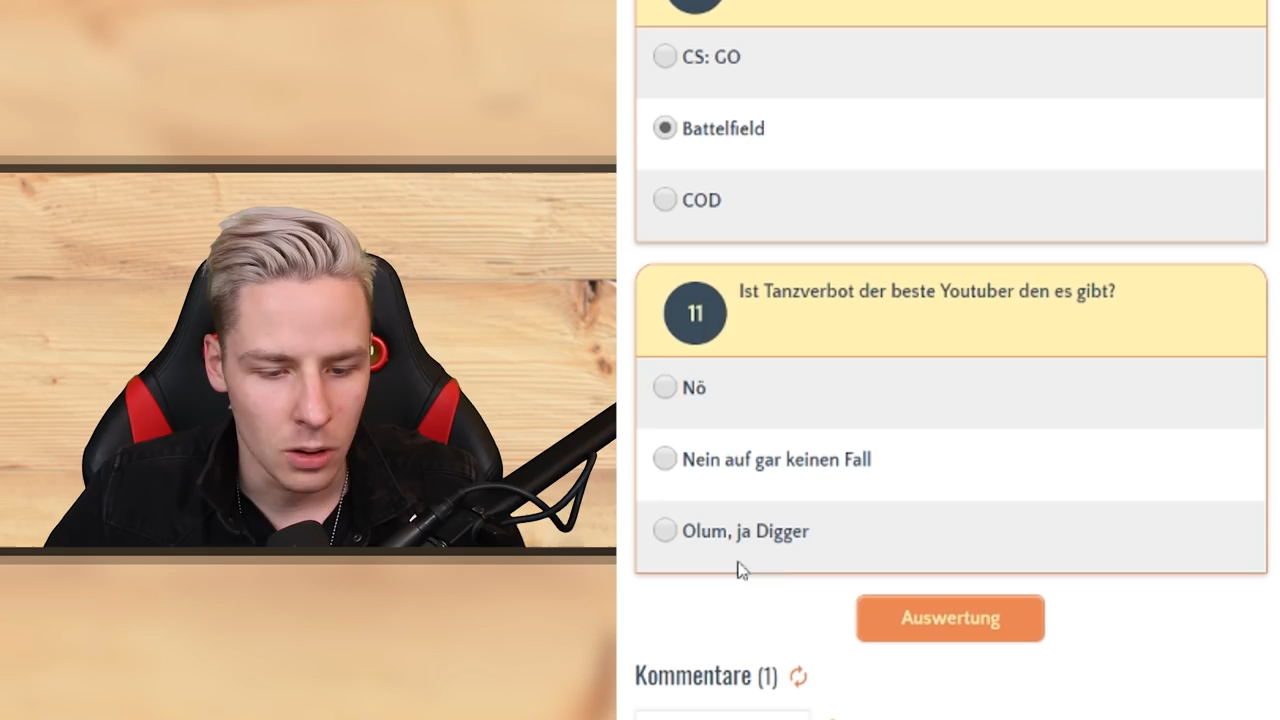 CS: GO
Battelfield
COD
11
Ist Tanzverbot der beste Youtuber den es gibt?
Nö
Nein auf gar keinen Fall
Olum, ja Digger
Auswertung
Kommentare (1)